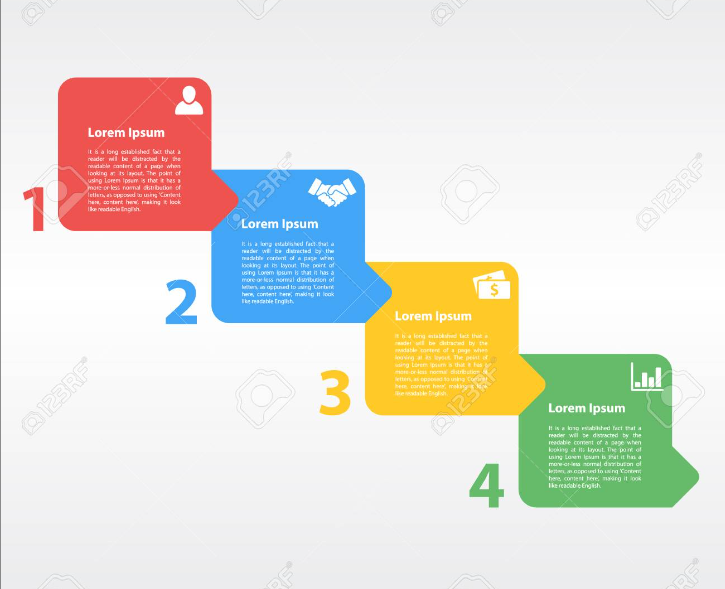 Lorem Ipsum
It is a long established fact that a
reader will be distracted by the
readable content of a page when
looking at its layout. The point of
using Lorem Ipsum is that it has a
more-or-less normal distribution of
letters, as opposed to using 'Content
here, content here', making it look
like readable English.
1
Lorem Ipsum
It is a long established fact that a
reader will be distracted by the
readable content of a page when
looking at its layout. The point of
using Lorem Ipsum is that it has a
more-or-less normal distribution of
letters, as opposed to using 'Content
here, content here', making it look
like readable English.
2
$
Lorem Ipsum
It is a long established fact that a
reader will be distracted by the
readable content of a page when
looking at its layout. The point of
using Lorem Ipsum is that it has a
more-or-less normal distribution of
letters, as opposed to using 'Content
here, content here', making it look
like readable English.
3
Lorem Ipsum
It is a long established fact that a
reader will be distracted by the
readable content of a page when
looking at its layout. The point of
using Lorem Ipsum is that it has a
more-or-less normal distribution of
letters, as opposed to using 'Content
here, content here', making it look
like readable English.
4
123RF
123RF
123RF
123RF
123RF
123RF
123RF